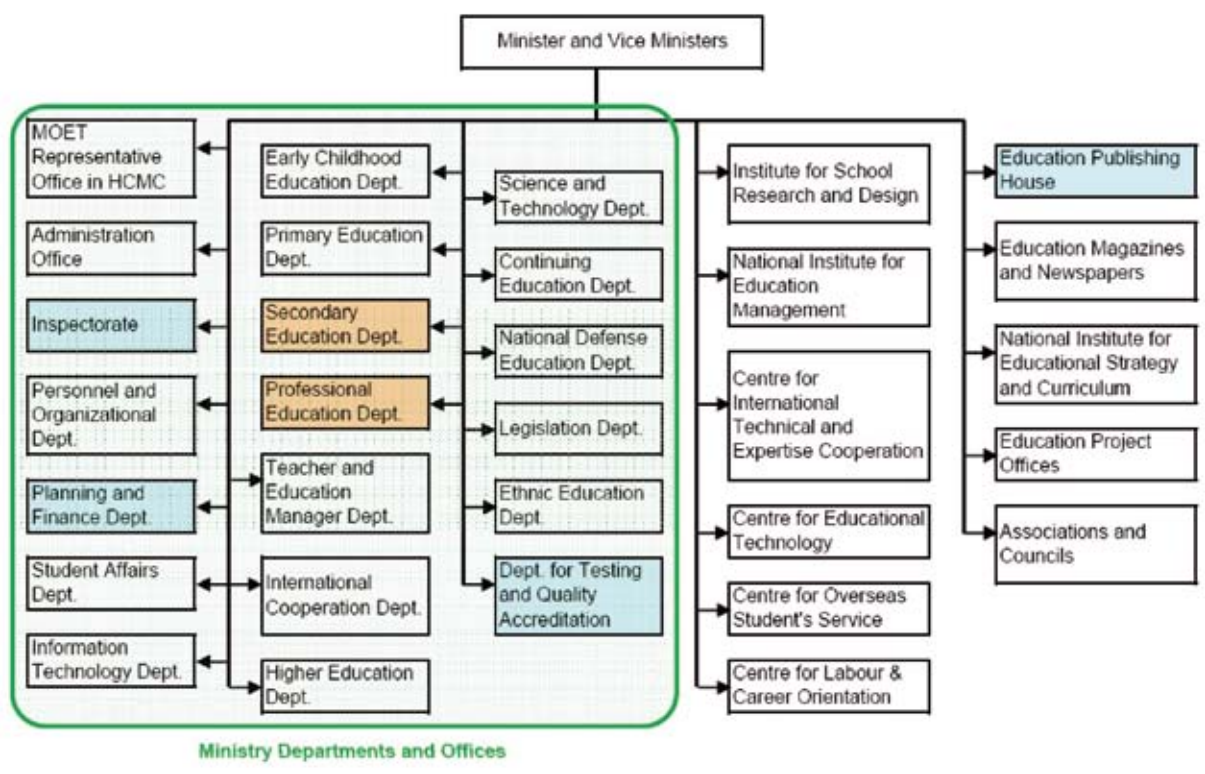 Minister and Vice Ministers
MOET
Representative
Office in HCMC
Administration
Office
Inspectorate
Personnel and
Organizational
Dept.
Planning and
Finance Dept.
Student Affairs
Dept.
Information
Technology Dept.
Early Childhood
Education Dept.
Primary Education
Dept.
Secondary
Education Dept.
Professional
Education Dept.
Teacher and
Education
Manager Dept.
International
Cooperation Dept.
Higher Education
Dept.
Science and
Technology Dept.
Continuing
Education Dept.
National Defense
Education Dept.
Legislation Dept.
Ethnic Education
Dept.
Dept. for Testing
and Quality
Accreditation
Institute for School
Research and Design
National Institute for
Education
Management
Centre for
International
Technical and
Expertise Cooperation
Centre for Educational
Technology
Centre for Overseas
Student's Service
Centre for Labour &
Career Orientation
Education Publishing
House
Education Magazines
and Newspapers
National Institute for
Educational Strategy
and Curriculum
Education Project
Offices
Associations and
Councils
Ministry Departments and Offices